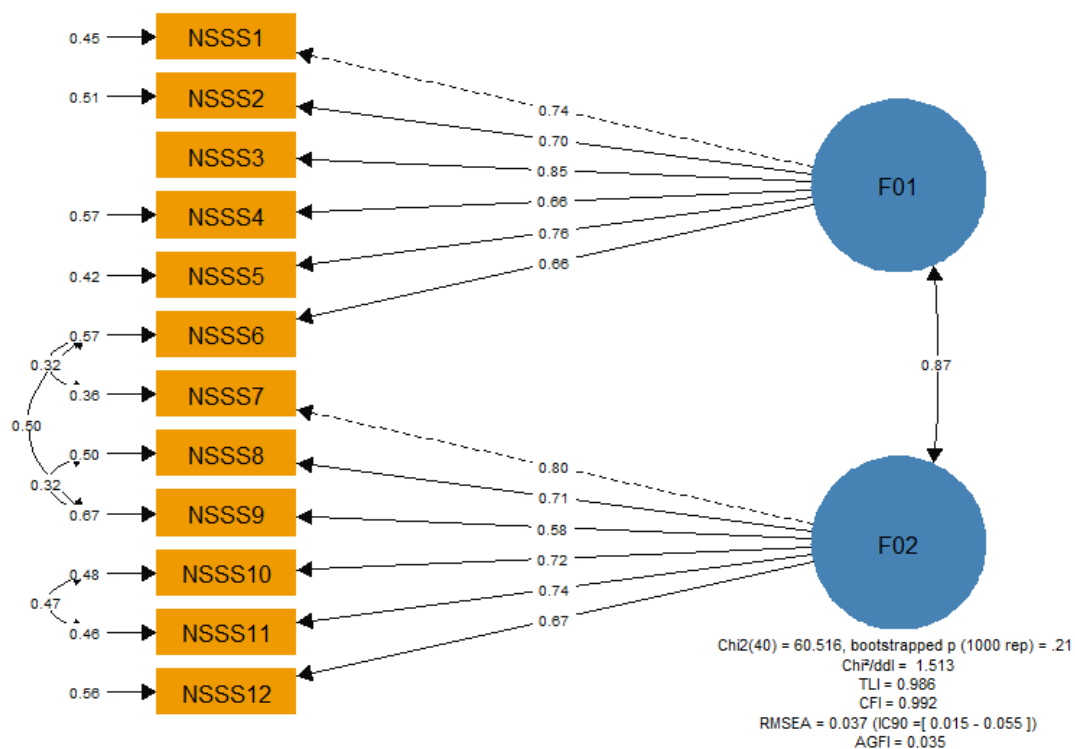 0.45 NSSS1
0.74
0.51 NSSS2
0.70
NSSS3
0.85
F01
0.57 NSSS4
0.66
0.42 NSSS5
0.76
0.66
0.57 NSSS6
0.32
0.87
0.36 NSSS7
0.50
0.50 NSSS8
0.80
0.71
0.32
0.67 NSSS9
0.58
F02
0.48 NSSS10
0.72
0.47
0.74
0.46 NSSS11
0.67
0.56 NSSS12
Chi2(40) = 60.516, bootstrapped p (1000 rep) = .21
Chi²/ddl = 1.513
TLI = 0.986
CFI = 0.992
RMSEA = 0.037 (IC90 =[ 0.015 - 0.055 ])
AGFI = 0.035